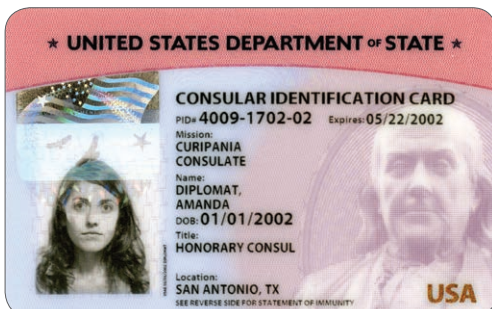 ★ UNITED STATES DEPARTMENT OF STATE ★
CONSULAR IDENTIFICATION CARD
PID# 4009-1702-02 Expires: 05/22/2002
Mission:
CURIPANIA
CONSULATE
Name:
DIPLOMAT,
AMANDA
DOB: 01/01/2002
Title:
HONORARY CONSUL
Location:
SAN ANTONIO, TX
SEE REVERSE SIDE FOR STATEMENT OF IMMUNITY
USA